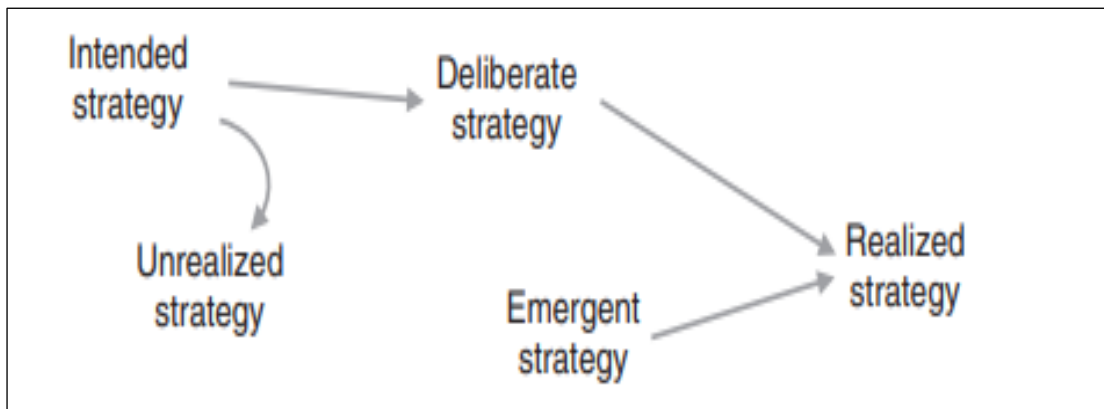 Intended
strategy
Deliberate
strategy
Unrealized
strategy
Emergent
strategy
Realized
strategy